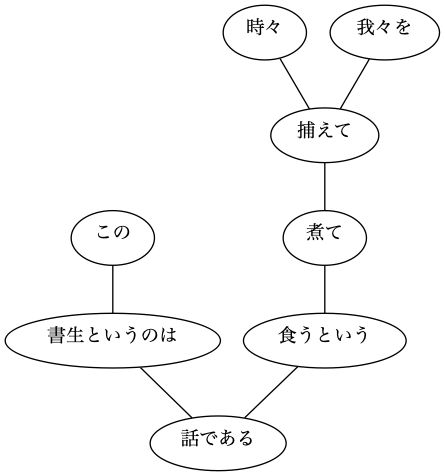 時々 我々を
捕えて
この 煮て
書生というのは 食うという
話である